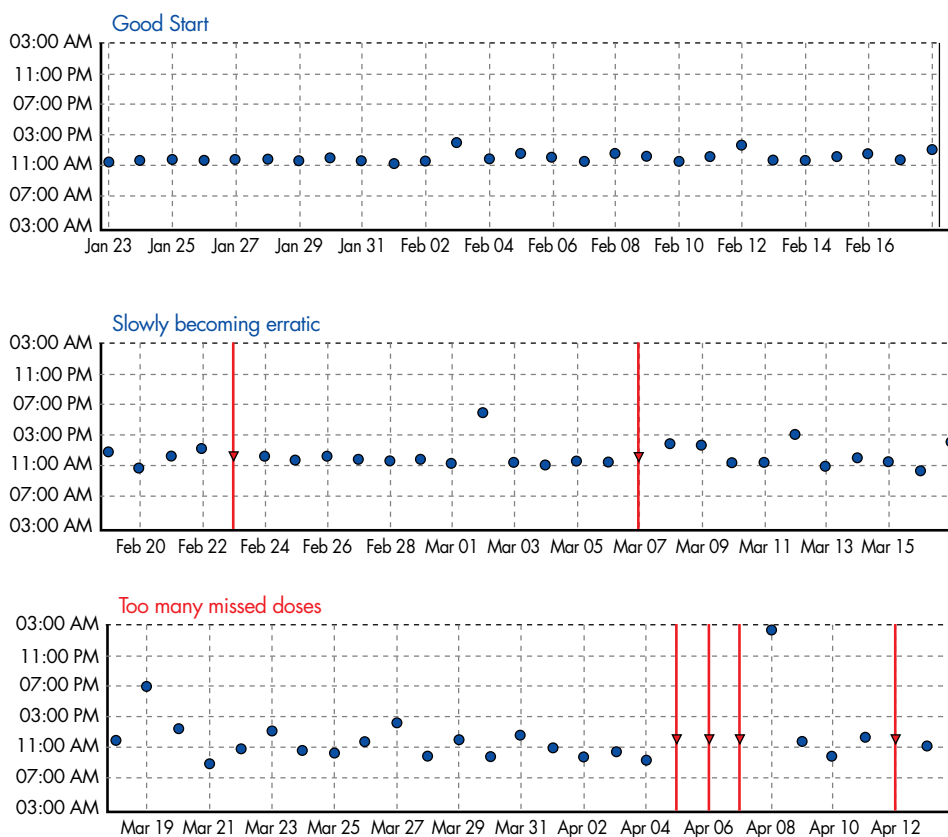 Good Start
03:00 AM
11:00 PM
07:00 PM
03:00 PM
11:00 AM
07:00 AM
03:00 AM
Jan 23 Jan 25 Jan 27 Jan 29 Jan 31 Feb 02 Feb 04 Feb 06 Feb 08 Feb 10 Feb 12 Feb 14 Feb 16
Slowly becoming erratic
03:00 AM
11:00 PM
07:00 PM
03:00 PM
11:00 AM
07:00 AM
03:00 AM
Feb 20 Feb 22 Feb 24 Feb 26 Feb 28 Mar 01 Mar 03 Mar 05 Mar 07 Mar 09 Mar 11 Mar 13 Mar 15
Too many missed doses
03:00 AM
11:00 PM
07:00 PM
03:00 PM
11:00 AM
07:00 AM
03:00 AM
Mar 19 Mar 21 Mar 23 Mar 25 Mar 27 Mar 29 Mar 31 Apr 02 Apr 04 Apr 06 Apr 08 Apr 10 Apr 12